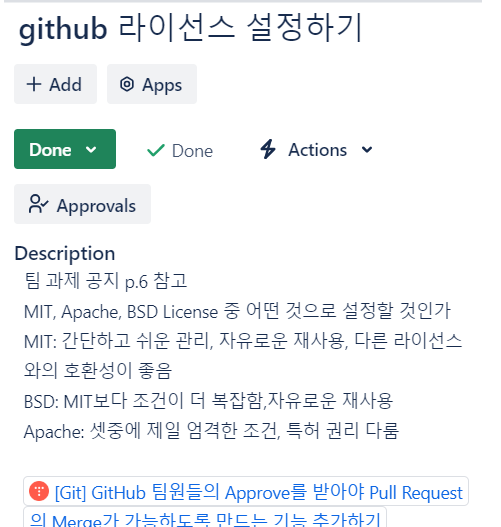 github 라이선스 설정하기
+ Add
Apps
Done
Done
Actions
Approvals
Description
팀 과제 공지 p.6 참고
MIT, Apache, BSD License 중 어떤 것으로 설정할 것인가
MIT: 간단하고 쉬운 관리, 자유로운 재사용, 다른 라이선스
와의 호환성이 좋음
BSD: MIT보다 조건이 더 복잡함,자유로운 재사용
Apache: 셋중에 제일 엄격한 조건, 특허 권리 다룸
[Git] GitHub 팀원들의 Approve를 받아야 Pull Request
의 Merge가 가능하도록 만드는 기능 추가하기